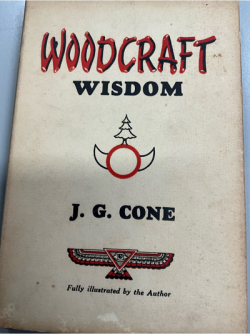 WOODCRAFT
WISDOM
J. G. CONE
Fully illustrated by the Author